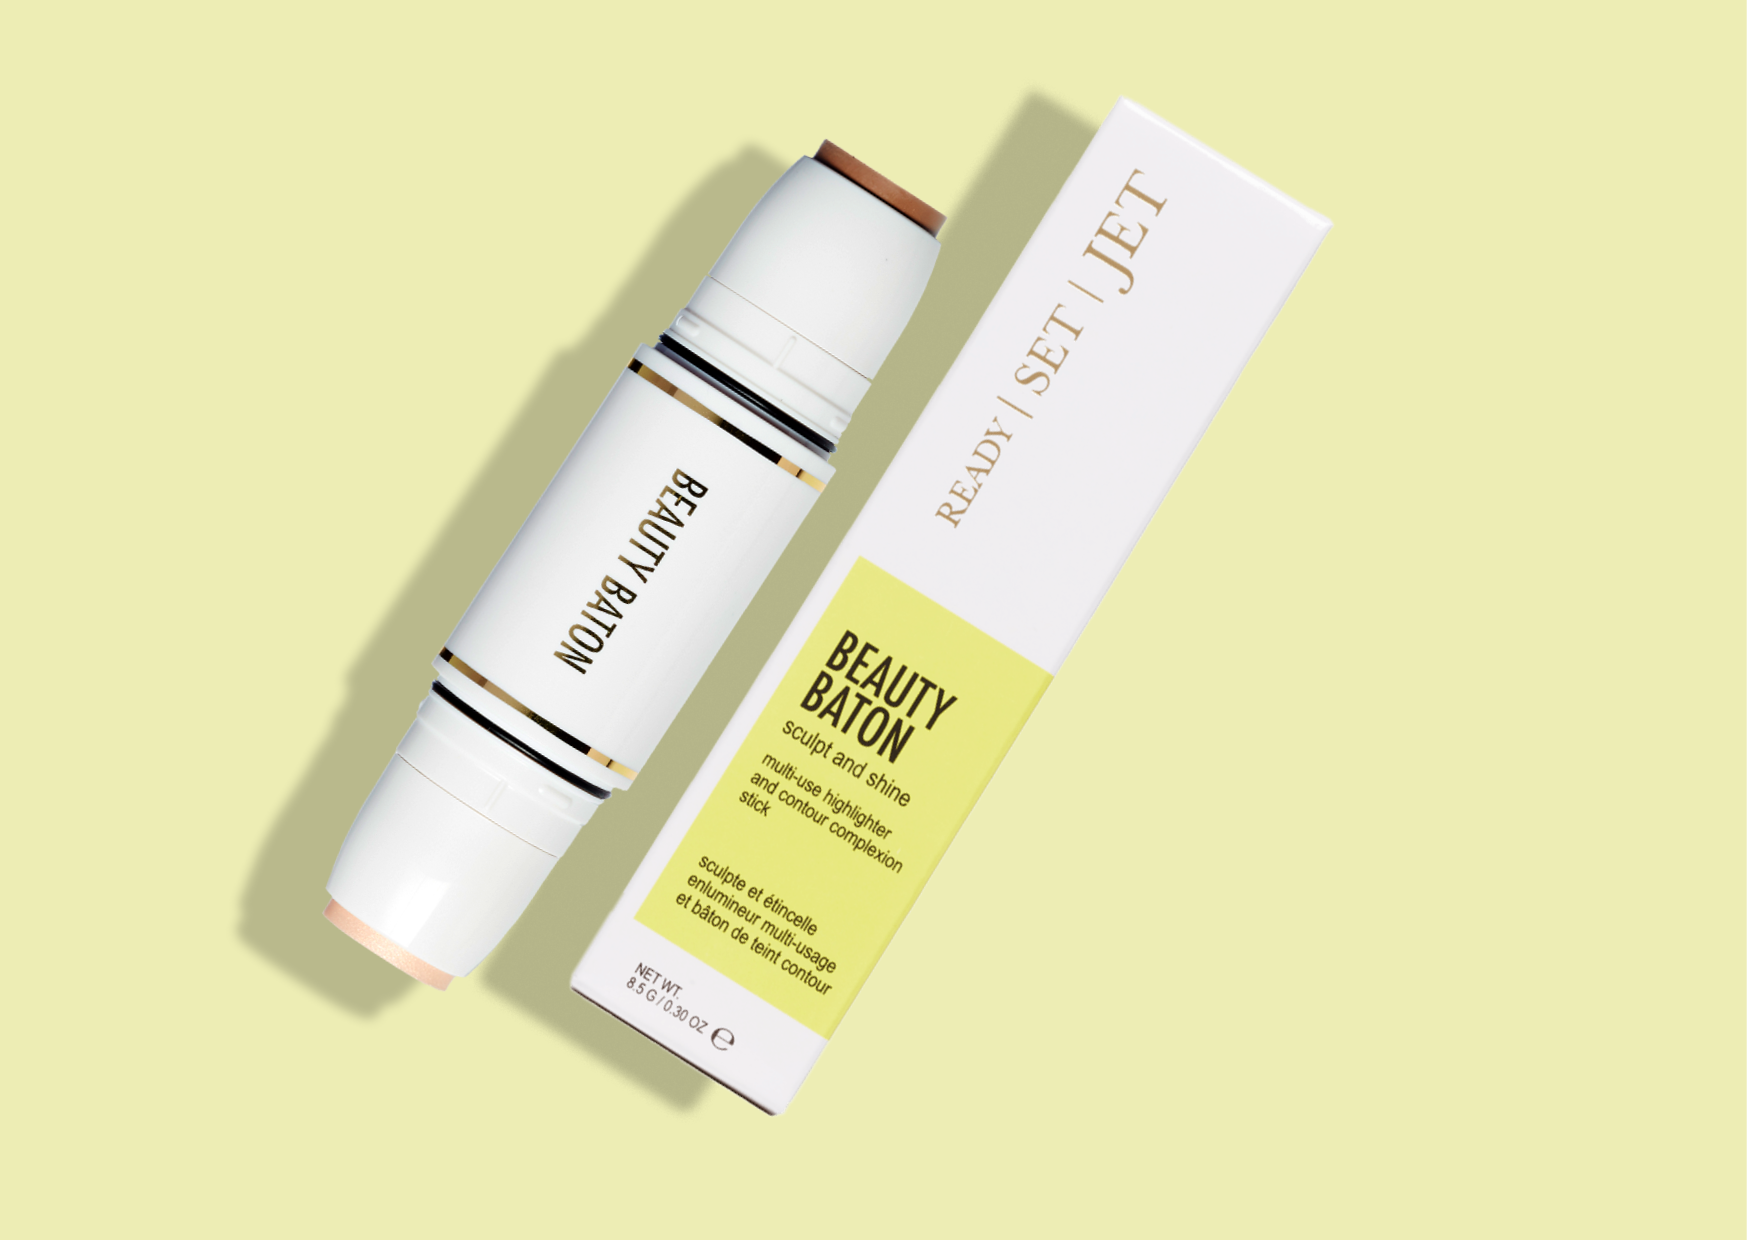 BEAUTY BATON
READY | SET | JET
BEAUTY
BATON
sculpt and shine
multi-use highlighter
and contour complexion
stick
sculpte et étincelle
enlumineur multi-usage
et bâton de teint contour
NET WT.
8.5 G / 0.30 OZ ℮